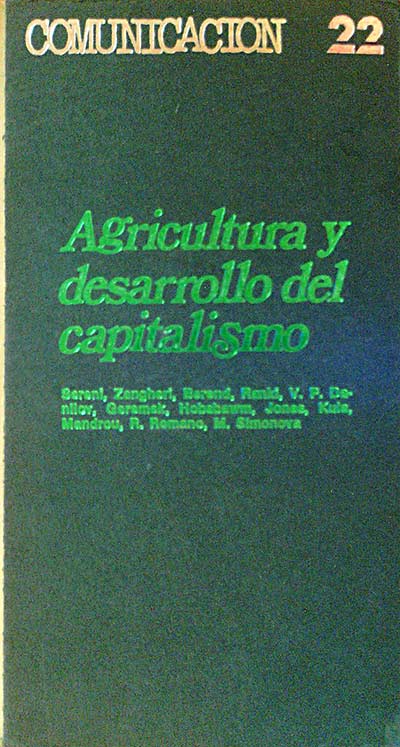 COMUNICACION 22
Agricultura y
desarrollo del
capitalismo
Sereni, Zangheri, Berend, Ranki, V. P. Da-
nilov, Geremek, Hobsbawm, Jones, Kula,
Mandrou, R. Romano, M. Simonova